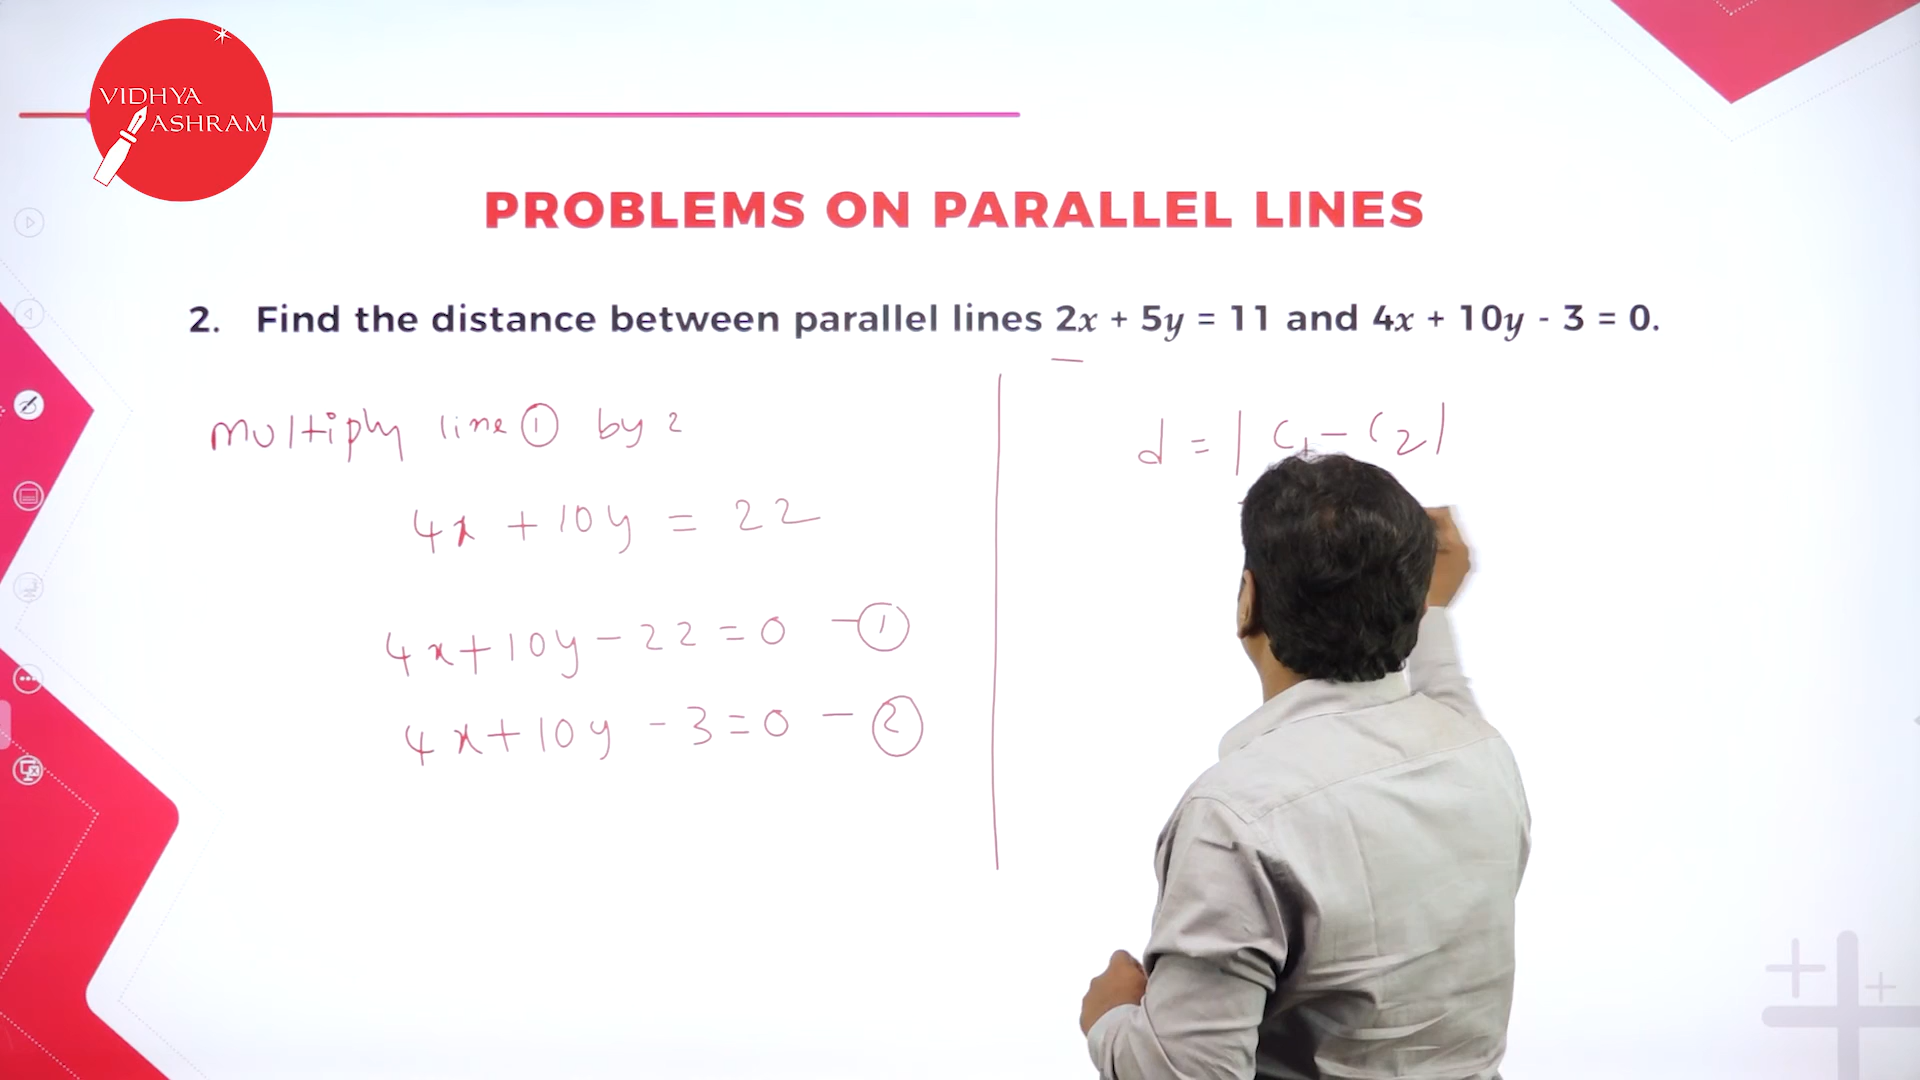 VIDHYA
ASHRAM
PROBLEMS ON PARALLEL LINES
2. Find the distance between parallel lines 2x + 5y = 11 and 4x + 10y - 3 = 0.
multiply line ① by 2
4x + 10y = 22
4x+10y-22=0 -①
4x+10y-3=0 -②
d = |C1-C2|